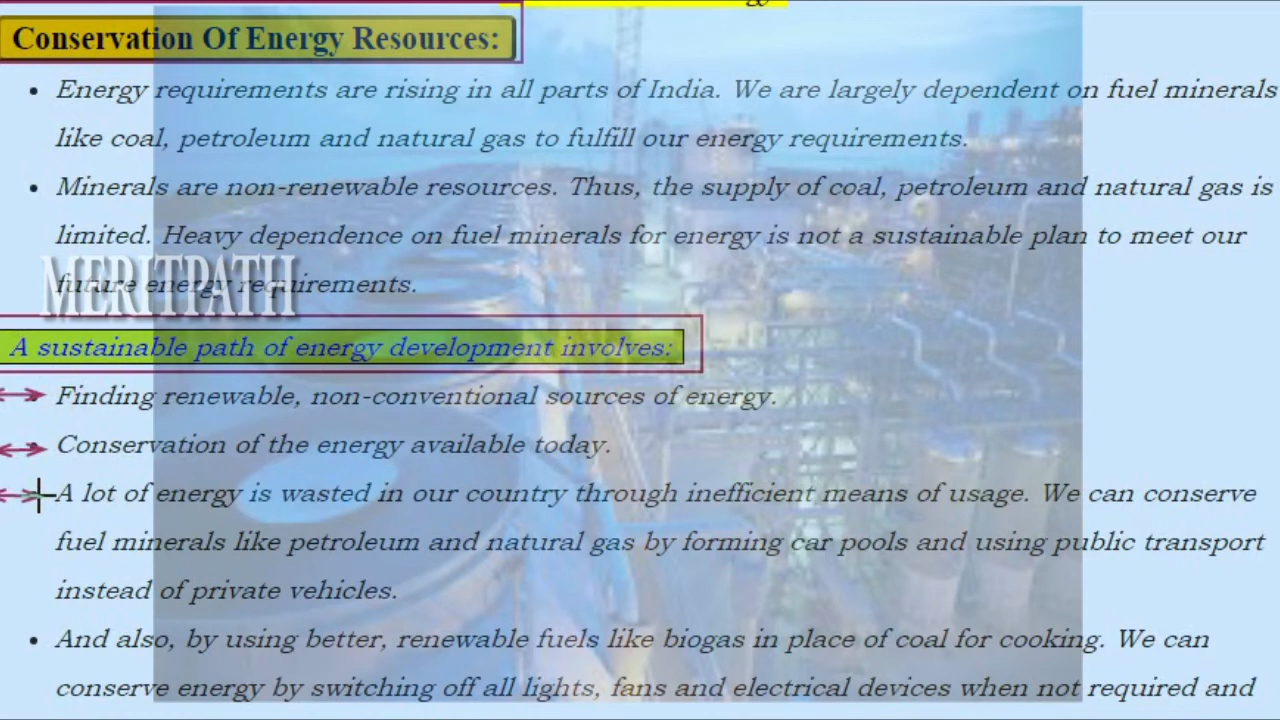 Conservation Of Energy Resources:
• Energy requirements are rising in all parts of India. We are largely dependent on fuel minerals
like coal, petroleum and natural gas to fulfill our energy requirements.
• Minerals are non-renewable resources. Thus, the supply of coal, petroleum and natural gas is
limited. Heavy dependence on fuel minerals for energy is not a sustainable plan to meet our
future energy requirements.
MERITPATH
A sustainable path of energy development involves:
Finding renewable, non-conventional sources of energy.
Conservation of the energy available today.
A lot of energy is wasted in our country through inefficient means of usage. We can conserve
fuel minerals like petroleum and natural gas by forming car pools and using public transport
instead of private vehicles.
• And also, by using better, renewable fuels like biogas in place of coal for cooking. We can
conserve energy by switching off all lights, fans and electrical devices when not required and